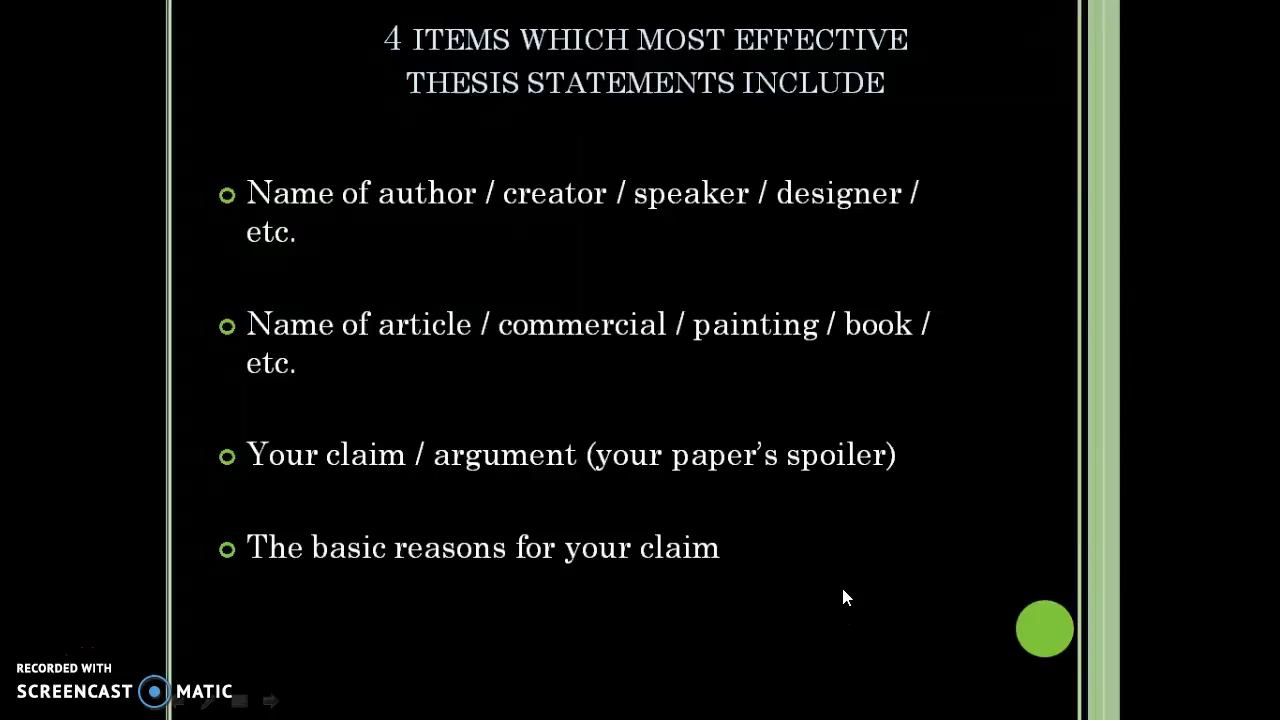 4 ITEMS WHICH MOST EFFECTIVE
THESIS STATEMENTS INCLUDE
Name of author / creator / speaker / designer /
etc.
Name of article / commercial / painting / book /
etc.
Your claim / argument (your paper’s spoiler)
The basic reasons for your claim
RECORDED WITH
SCREENCAST MATIC